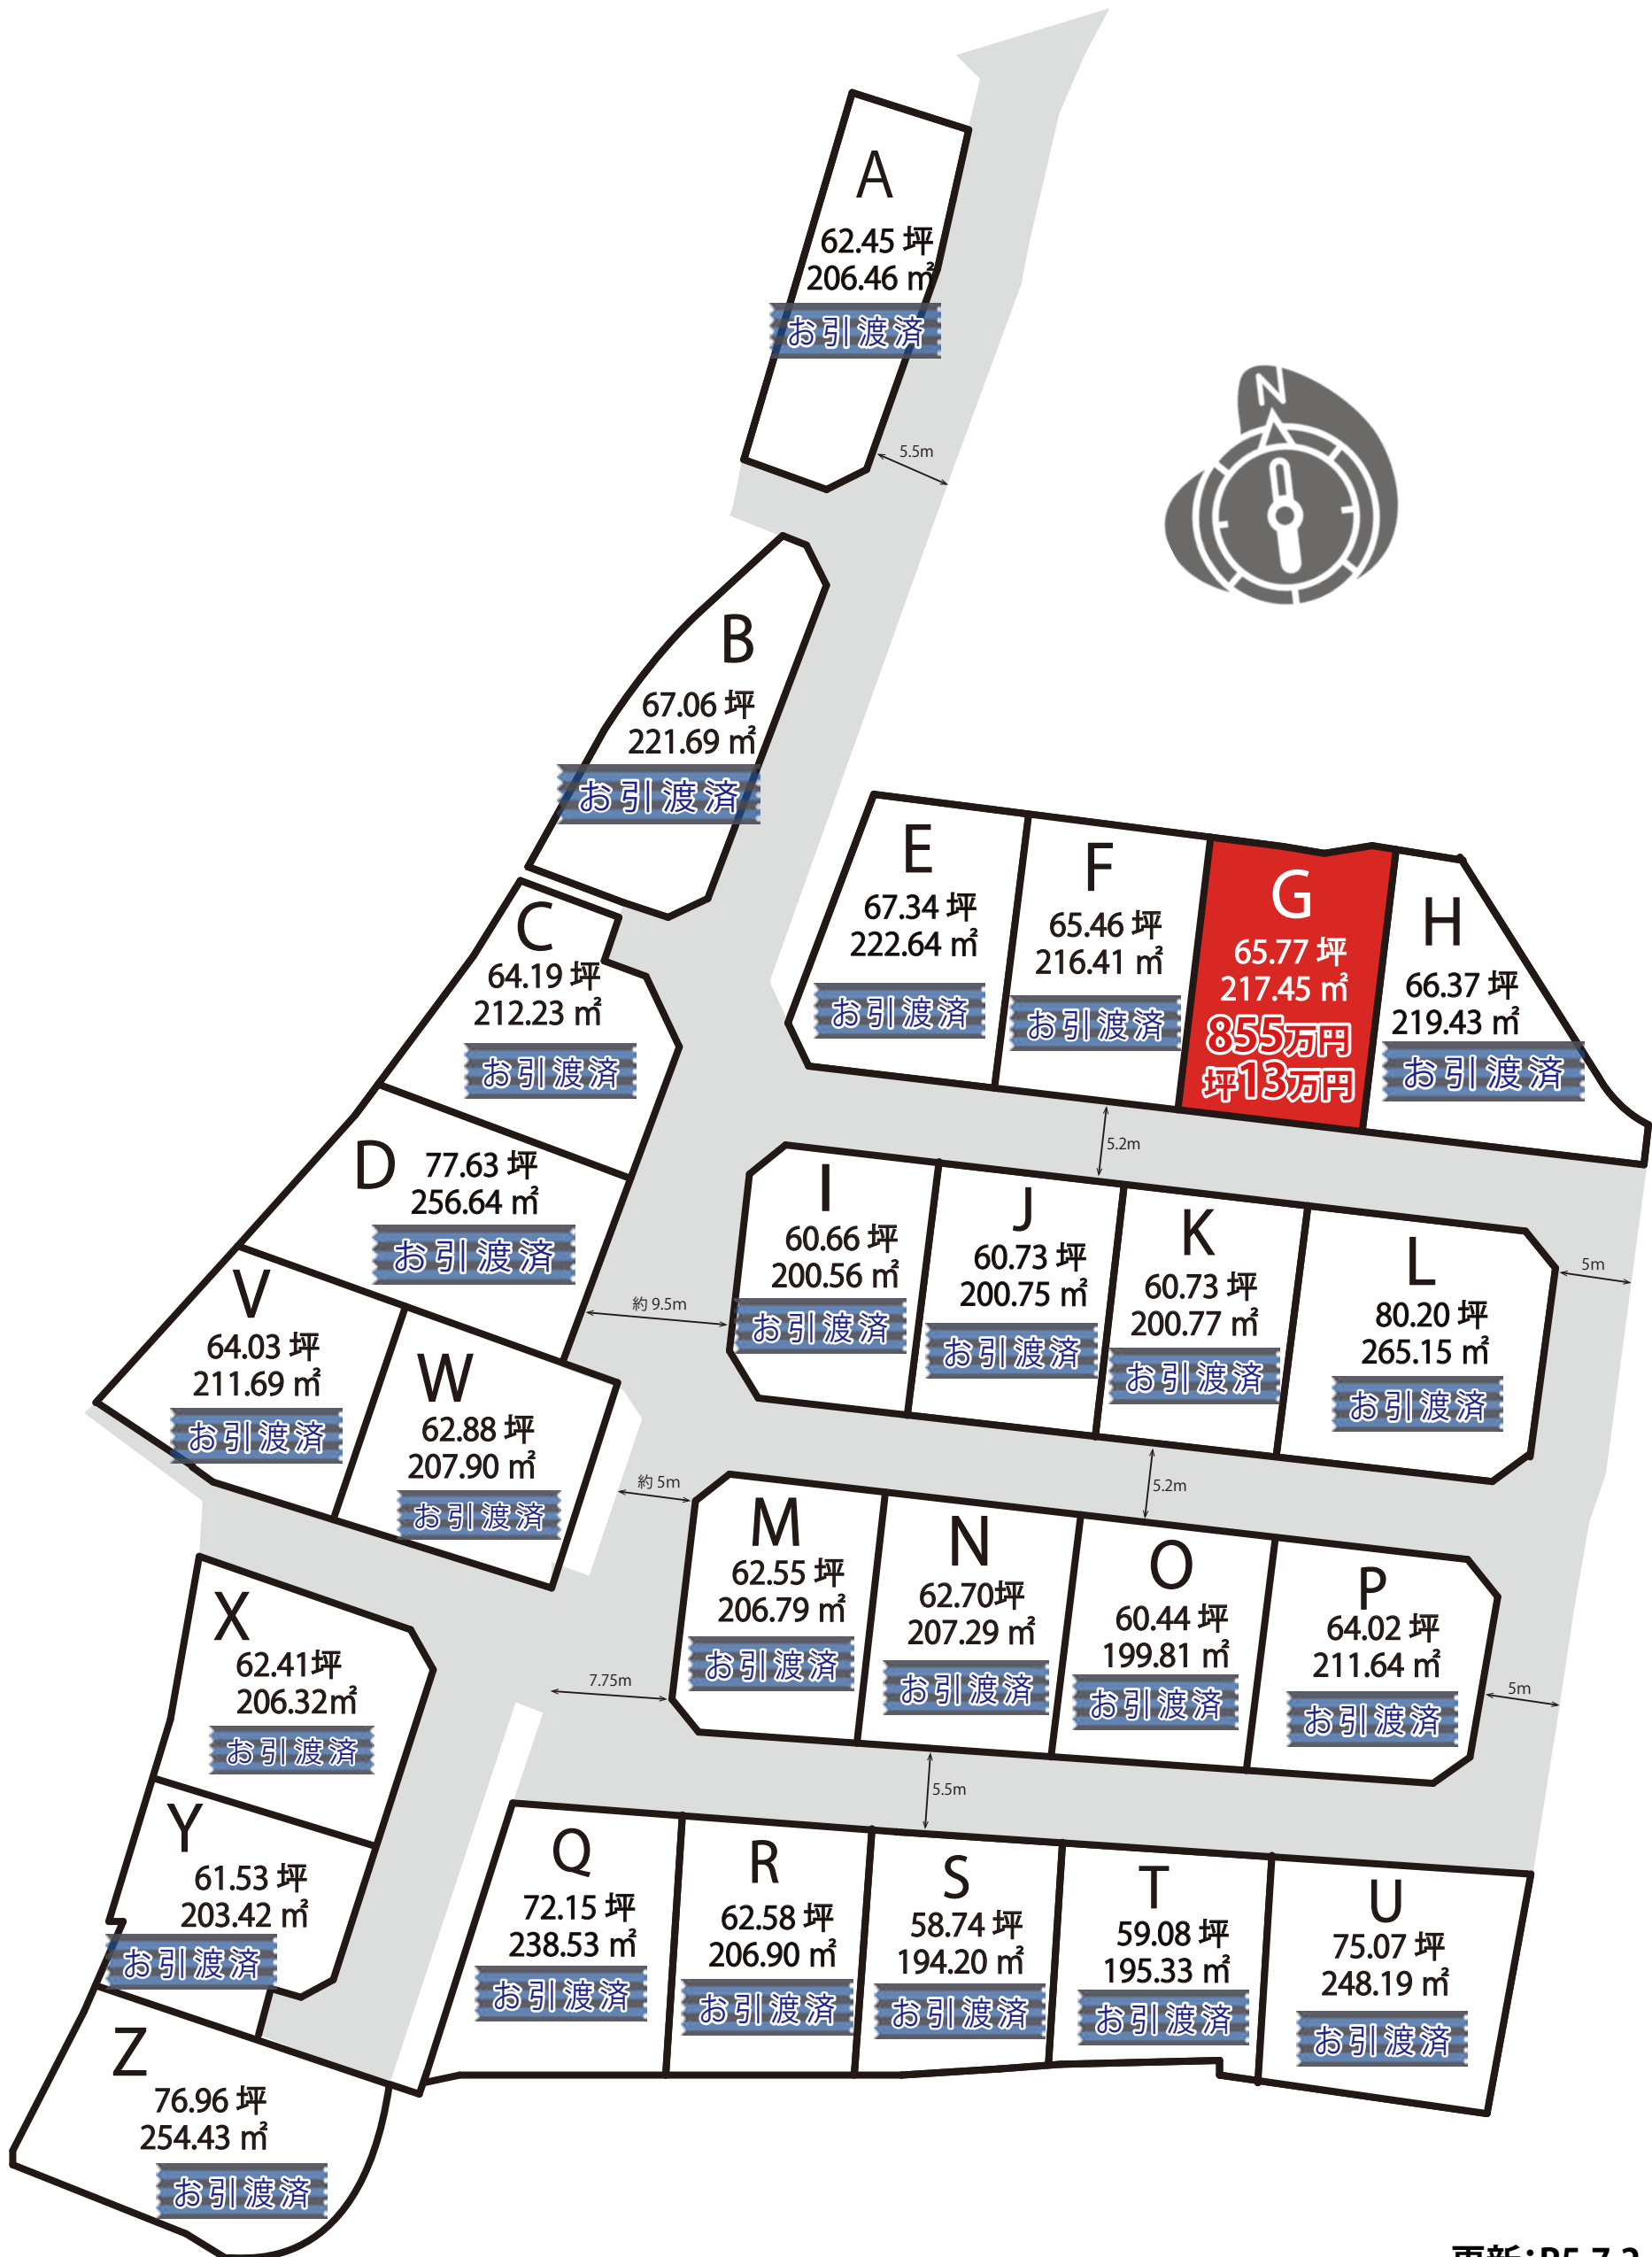 A
62.45 坪
206.46 ㎡
お引渡済
5.5m
N
B
67.06 坪
221.69 ㎡
お引渡済
C
64.19 坪
212.23 ㎡
お引渡済
D
77.63 坪
256.64 ㎡
お引渡済
E
67.34 坪
222.64 ㎡
お引渡済
F
65.46 坪
216.41 ㎡
お引渡済
G
65.77 坪
217.45 ㎡
855万円
坪13万円
H
66.37 坪
219.43 ㎡
お引渡済
5.2m
I
60.66 坪
200.56 ㎡
お引渡済
J
60.73 坪
200.75 ㎡
お引渡済
K
60.73 坪
200.77 ㎡
お引渡済
L
80.20 坪
265.15 ㎡
お引渡済
5m
約 9.5m
V
64.03 坪
211.69 ㎡
お引渡済
W
62.88 坪
207.90 ㎡
お引渡済
約 5m
5.2m
M
62.55 坪
206.79 ㎡
お引渡済
N
62.70坪
207.29 ㎡
お引渡済
O
60.44 坪
199.81 ㎡
お引渡済
P
64.02 坪
211.64 ㎡
お引渡済
5m
X
62.41坪
206.32㎡
お引渡済
7.75m
5.5m
Y
61.53 坪
203.42 ㎡
お引渡済
Q
72.15 坪
238.53 ㎡
お引渡済
R
62.58 坪
206.90 ㎡
お引渡済
S
58.74 坪
194.20 ㎡
お引渡済
T
59.08 坪
195.33 ㎡
お引渡済
U
75.07 坪
248.19 ㎡
お引渡済
Z
76.96 坪
254.43 ㎡
お引渡済